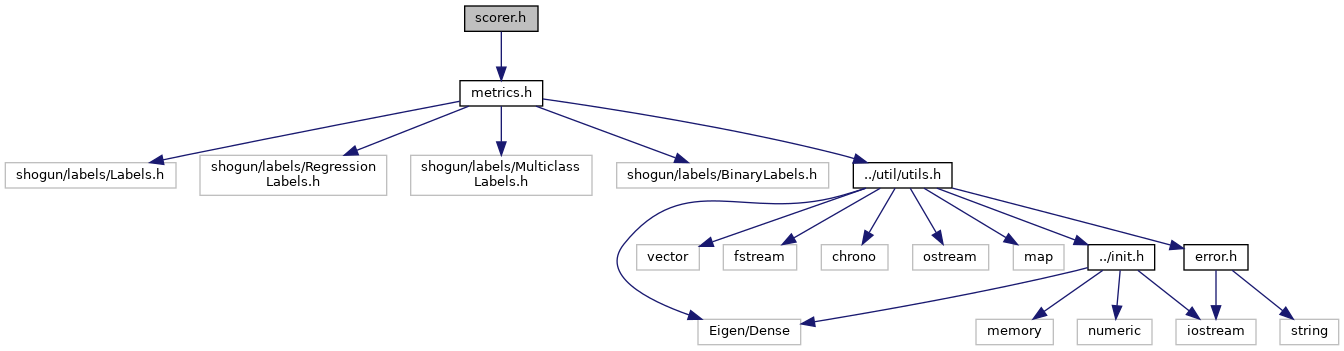 scorer.h
metrics.h
shogun/labels/Labels.h
shogun/labels/Regression
Labels.h
shogun/labels/Multiclass
Labels.h
shogun/labels/BinaryLabels.h
../util/utils.h
vector
fstream
chrono
ostream
map
../init.h
error.h
Eigen/Dense
memory
numeric
iostream
string